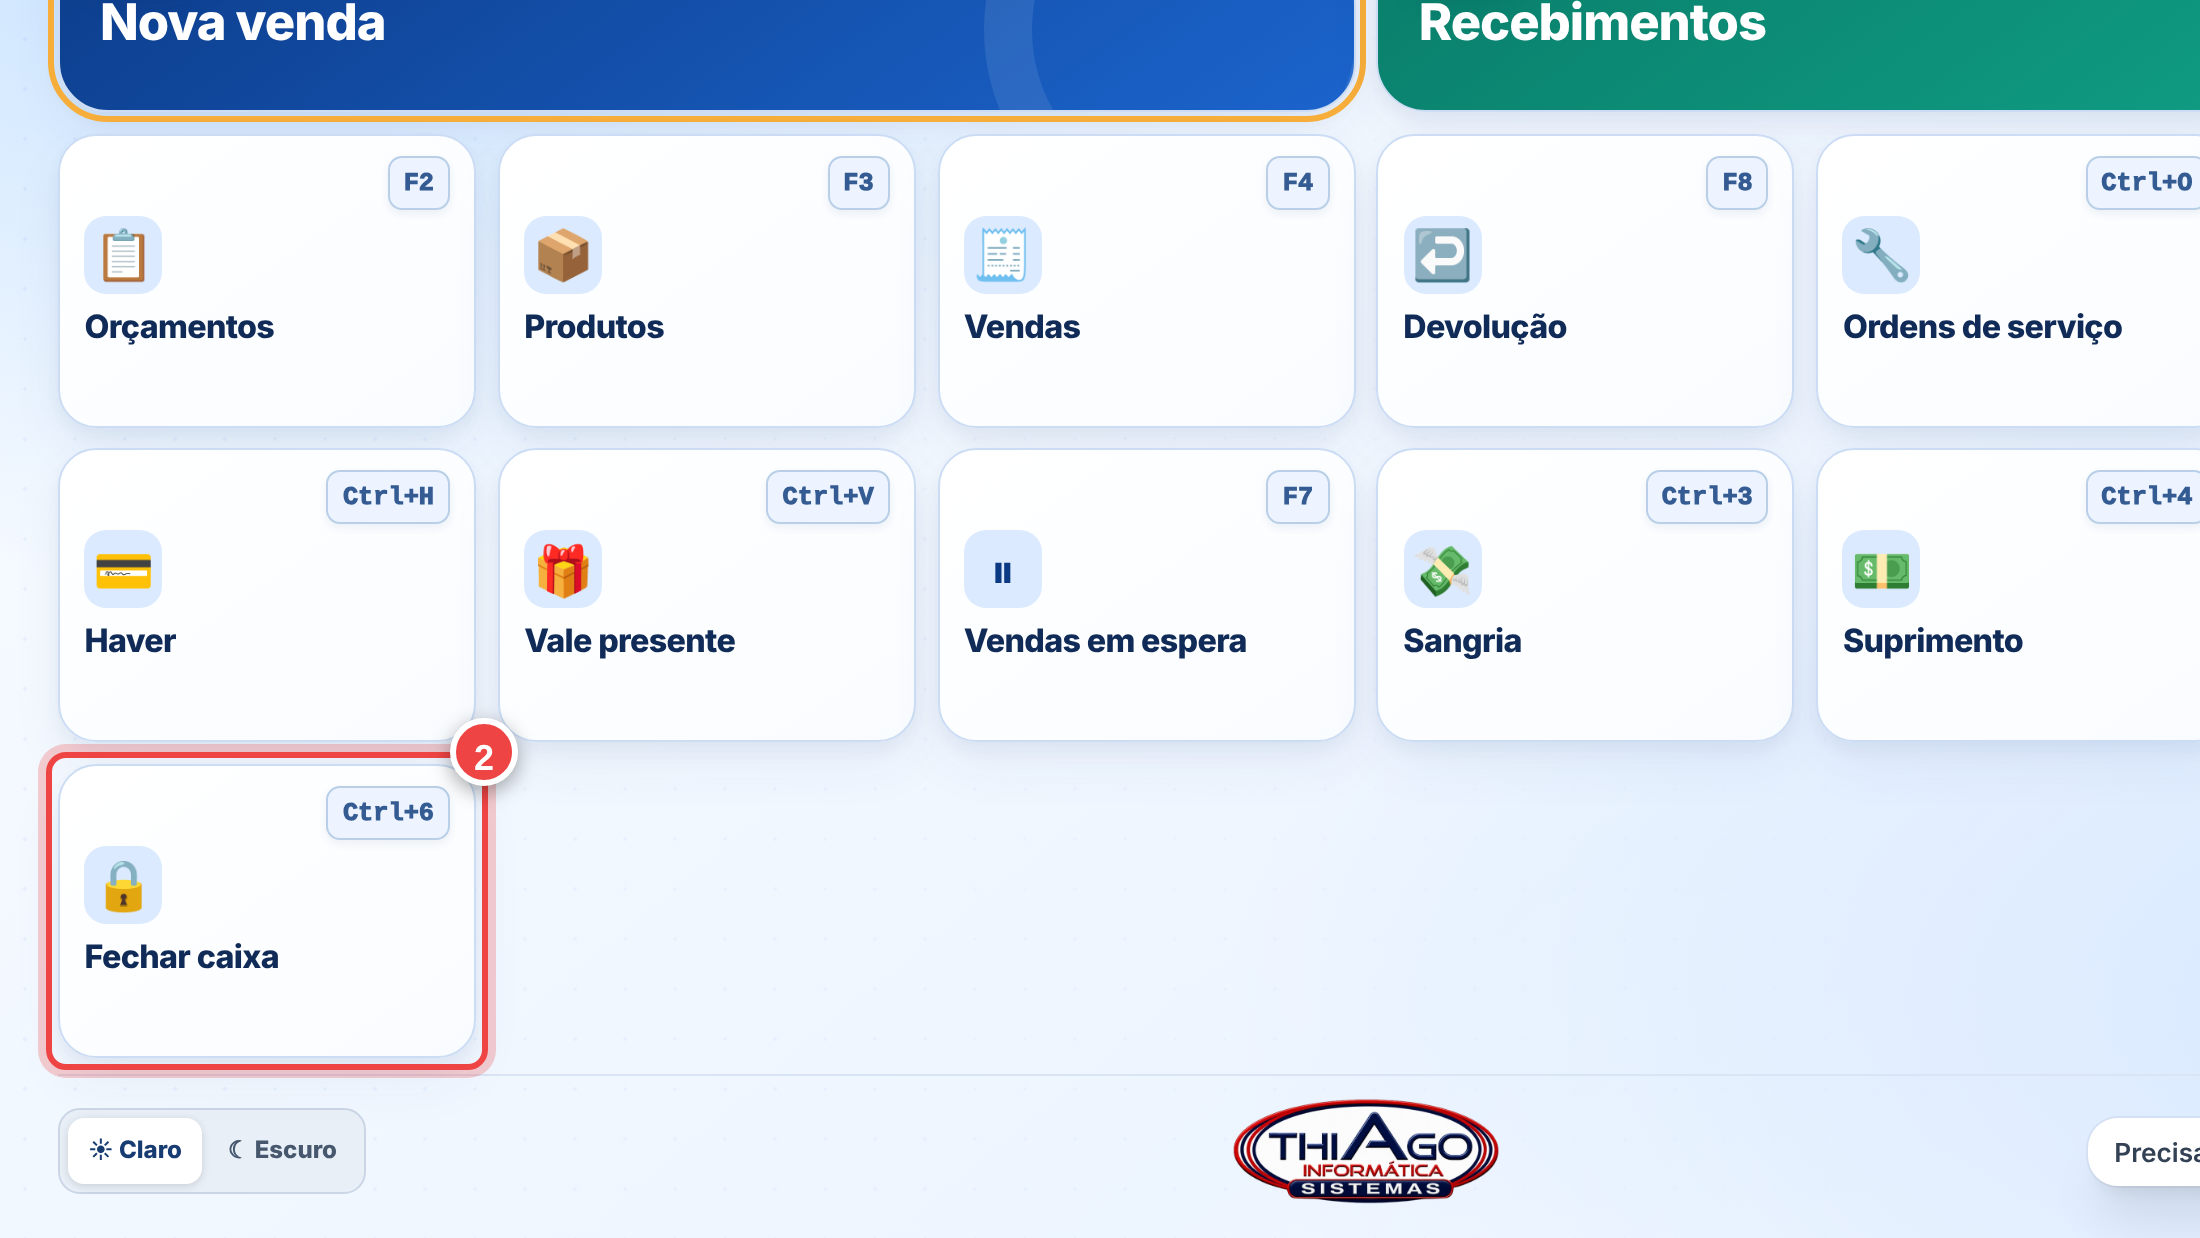 Nova venda
Recebimentos
F2
Orçamentos
F3
Produtos
F4
Vendas
F8
Devolução
Ctrl+O
Ordens de serviço
Ctrl+H
Haver
Ctrl+V
Vale presente
F7
Vendas em espera
Ctrl+3
Sangria
Ctrl+4
Suprimento
2
Ctrl+6
Fechar caixa
Claro
Escuro
THIAGO
INFORMÁTICA
SISTEMAS
Precisa